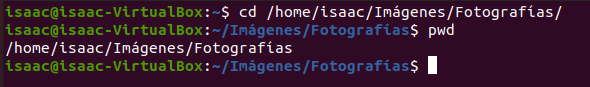 isaac@isaac-VirtualBox:~$ cd /home/isaac/Imágenes/Fotografías/
isaac@isaac-VirtualBox:~/Imágenes/Fotografías$ pwd
/home/isaac/Imágenes/Fotografías
isaac@isaac-VirtualBox:~/Imágenes/Fotografías$